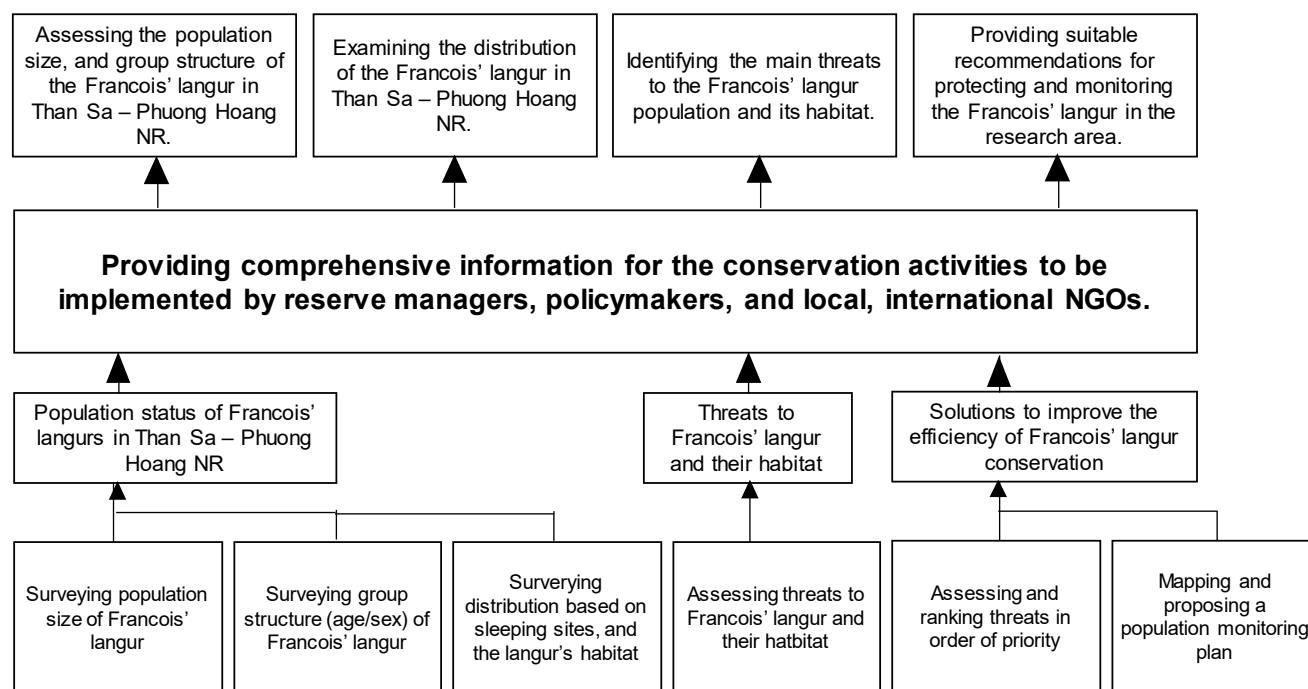 Assessing the population
size, and group structure of
the Francois’ langur in
Than Sa – Phuong Hoang
NR.
Examining the distribution
of the Francois’ langur in
Than Sa – Phuong Hoang
NR.
Identifying the main threats
to the Francois’ langur
population and its habitat.
Providing suitable
recommendations for
protecting and monitoring
the Francois’ langur in the
research area.
Providing comprehensive information for the conservation activities to be
implemented by reserve managers, policymakers, and local, international NGOs.
Population status of Francois’
langurs in Than Sa – Phuong
Hoang NR
Threats to
Francois’ langur
and their habitat
Solutions to improve the
efficiency of Francois’ langur
conservation
Surveying population
size of Francois’
langur
Surveying group
structure (age/sex) of
Francois’ langur
Surverying
distribution based on
sleeping sites, and
the langur’s habitat
Assessing threats to
Francois’ langur and
their hatbitat
Assessing and
ranking threats in
order of priority
Mapping and
proposing a
population monitoring
plan